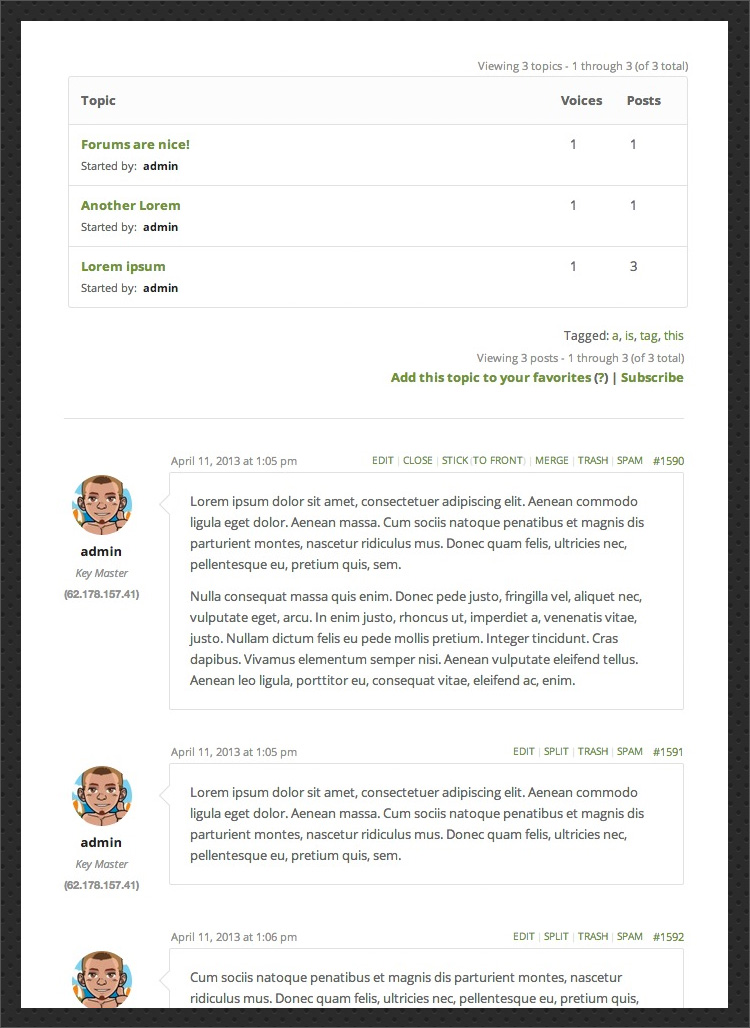 Viewing 3 topics - 1 through 3 (of 3 total)
Topic Voices Posts
Forums are nice! 1 1
Started by: admin
Another Lorem 1 1
Started by: admin
Lorem ipsum 1 3
Started by: admin
Tagged: a, is, tag, this
Viewing 3 posts - 1 through 3 (of 3 total)
Add this topic to your favorites (?) | Subscribe
April 11, 2013 at 1:05 pm EDIT | CLOSE | STICK (TO FRONT) | MERGE | TRASH | SPAM #1590
admin
Key Master
(62.178.157.41)
Lorem ipsum dolor sit amet, consectetuer adipiscing elit. Aenean commodo
ligula eget dolor. Aenean massa. Cum sociis natoque penatibus et magnis dis
parturient montes, nascetur ridiculus mus. Donec quam felis, ultricies nec,
pellentesque eu, pretium quis, sem.
Nulla consequat massa quis enim. Donec pede justo, fringilla vel, aliquet nec,
vulputate eget, arcu. In enim justo, rhoncus ut, imperdiet a, venenatis vitae,
justo. Nullam dictum felis eu pede mollis pretium. Integer tincidunt. Cras
dapibus. Vivamus elementum semper nisi. Aenean vulputate eleifend tellus.
Aenean leo ligula, porttitor eu, consequat vitae, eleifend ac, enim.
April 11, 2013 at 1:05 pm EDIT | SPLIT | TRASH | SPAM #1591
admin
Key Master
(62.178.157.41)
Lorem ipsum dolor sit amet, consectetuer adipiscing elit. Aenean commodo
ligula eget dolor. Aenean massa. Cum sociis natoque penatibus et magnis dis
parturient montes, nascetur ridiculus mus. Donec quam felis, ultricies nec,
pellentesque eu, pretium quis, sem.
April 11, 2013 at 1:06 pm EDIT | SPLIT | TRASH | SPAM #1592
Cum sociis natoque penatibus et magnis dis parturient montes, nascetur
ridiculus mus. Donec quam felis, ultricies nec, pellentesque eu, pretium quis,